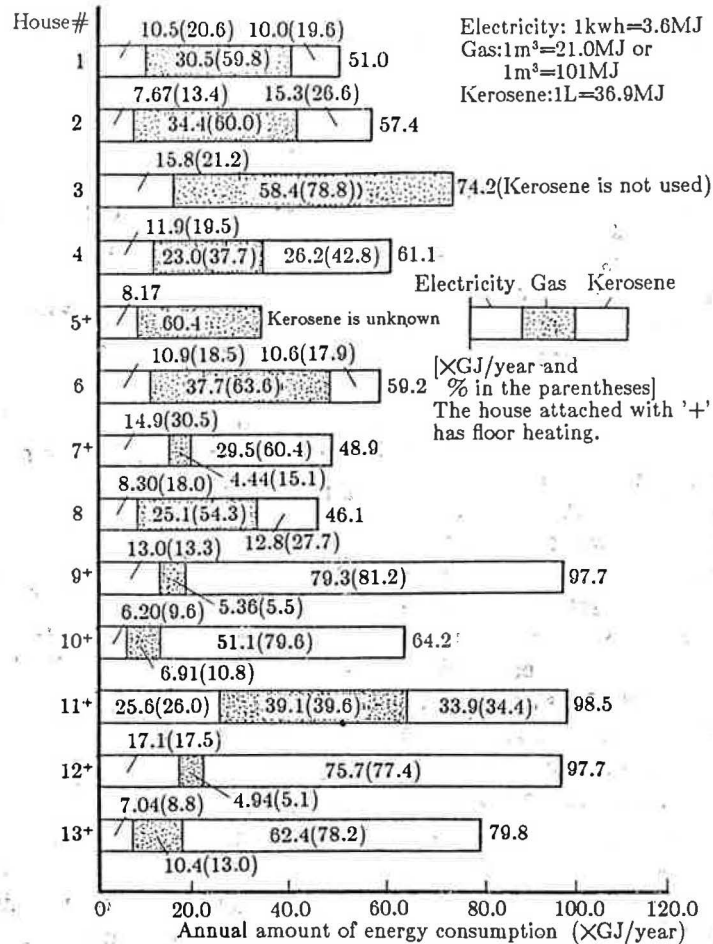 House#
10.5(20.6) 10.0(19.6)
Electricity: 1kwh=3.6MJ
Gas:1m³=21.0MJ or
1m³=101MJ
Kerosene:1L=36.9MJ
1 30.5(59.8) 51.0
7.67(13.4) 15.3(26.6)
2 34.4(60.0) 57.4
15.8(21.2)
3 58.4(78.8)) 74.2(Kerosene is not used)
11.9(19.5)
4 23.0(37.7) 26.2(42.8) 61.1
Electricity Gas Kerosene
8.17
5+ 60.4 Kerosene is unknown
10.9(18.5) 10.6(17.9)
6 37.7(63.6) 59.2
[×GJ/year and
% in the parentheses]
The house attached with '+'
has floor heating.
14.9(30.5)
7+ 29.5(60.4) 48.9
4.44(15.1)
8.30(18.0)
8 25.1(54.3) 46.1
12.8(27.7)
13.0(13.3)
9+ 79.3(81.2) 97.7
5.36(5.5)
6.20(9.6)
10+ 51.1(79.6) 64.2
6.91(10.8)
11+ 25.6(26.0) 39.1(39.6) 33.9(34.4) 98.5
17.1(17.5)
12+ 75.7(77.4) 97.7
4.94(5.1)
7.04(8.8)
13+ 62.4(78.2) 79.8
10.4(13.0)
0 20.0 40.0 60.0 80.0 100.0 120.0
Annual amount of energy consumption (×GJ/year)